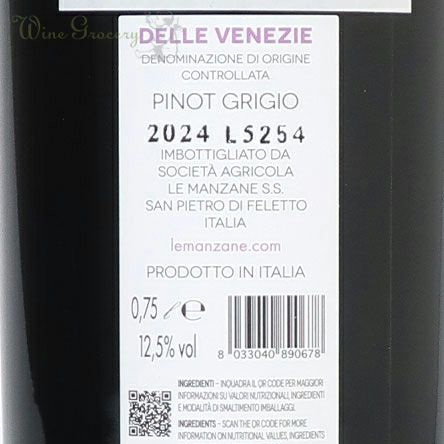 Wine Grocery
DELLE VENEZIE
DENOMINAZIONE DI ORIGINE
CONTROLLATA
PINOT GRIGIO
2024 L5254
IMBOTTIGLIATO DA
SOCIETÀ AGRICOLA
LE MANZANE S.S.
SAN PIETRO DI FELETTO
ITALIA
lemanzane.com
PRODOTTO IN ITALIA
0,75 ℓ ℮
12,5% vol
8 033040 890678
INGREDIENTI - INQUADRA IL QR CODE PER MAGGIORI
INFORMAZIONI SU VALORI NUTRIZIONALI, INGREDIENTI
E MODALITÀ DI SMALTIMENTO IMBALLAGGI.
INGREDIENTS - SCAN THE QR CODE FOR MORE
INFORMATION ON NUTRITIONAL VALUES, INGREDIENTS